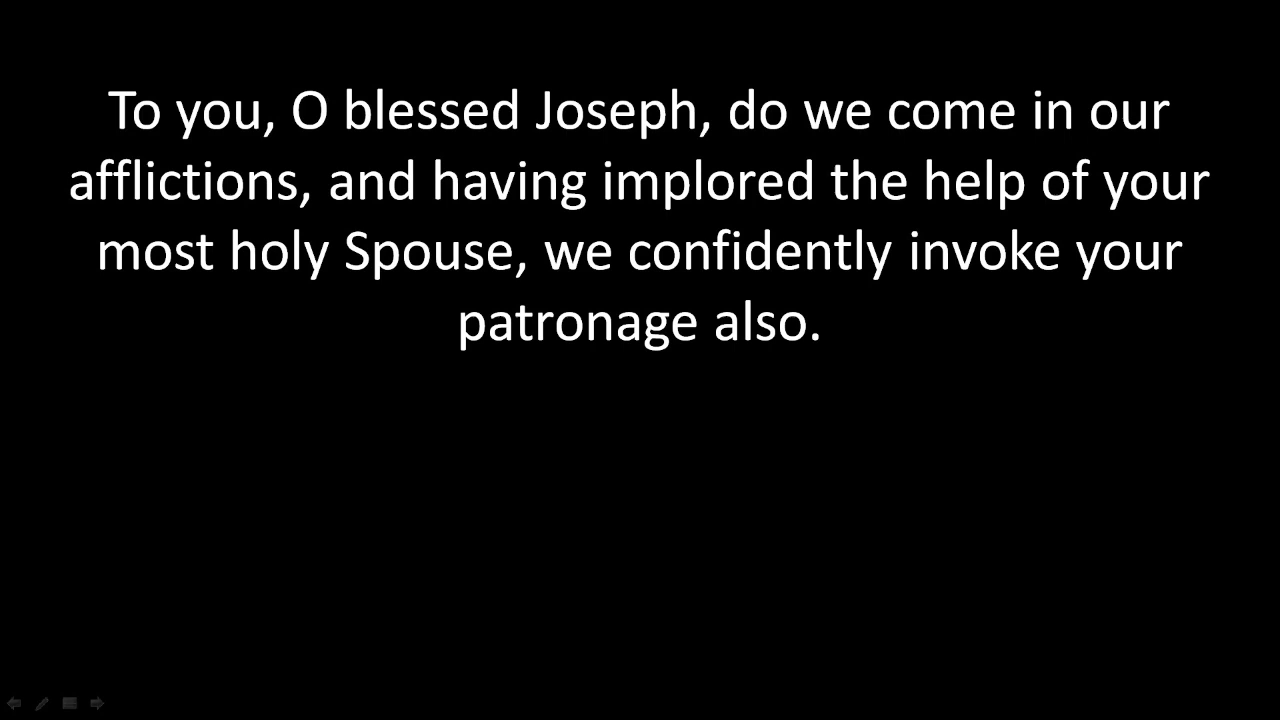 To you, O blessed Joseph, do we come in our
afflictions, and having implored the help of your
most holy Spouse, we confidently invoke your
patronage also.